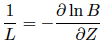 1/L = −∂ ln B/∂Z